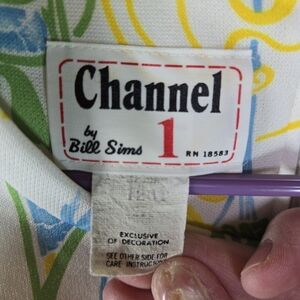 Channel
by
Bill Sims 1 RN 18583
EXCLUSIVE
OF DECORATION
SEE OTHER SIDE FOR
CARE INSTRUCTIONS